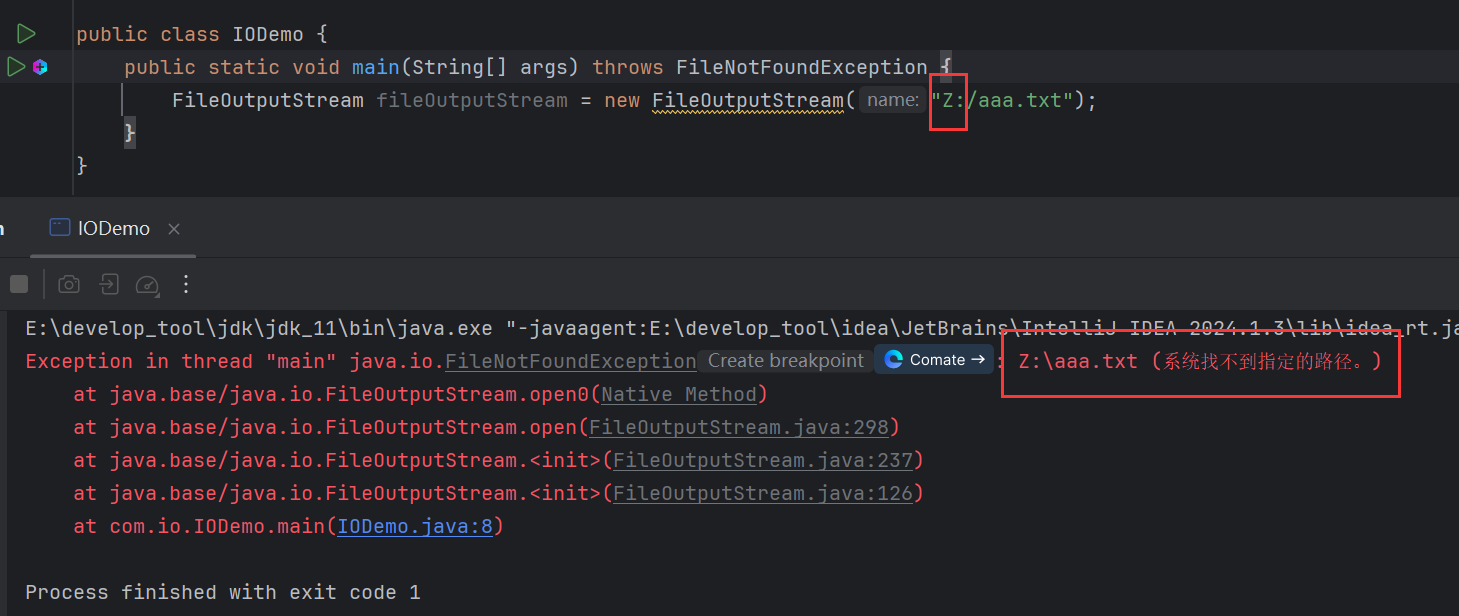 public class IODemo {
public static void main(String[] args) throws FileNotFoundException {
FileOutputStream fileOutputStream = new FileOutputStream( name: "Z:/aaa.txt");
}
}
IODemo ×
E:\develop_tool\jdk\jdk_11\bin\java.exe "-javaagent:E:\develop_tool\idea\JetBrains\IntelliJ IDEA 2024.1.3\lib\idea_rt.ja
Exception in thread "main" java.io.FileNotFoundException Create breakpoint Comate → : Z:\aaa.txt (系统找不到指定的路径。)
at java.base/java.io.FileOutputStream.open0(Native Method)
at java.base/java.io.FileOutputStream.open(FileOutputStream.java:298)
at java.base/java.io.FileOutputStream.<init>(FileOutputStream.java:237)
at java.base/java.io.FileOutputStream.<init>(FileOutputStream.java:126)
at com.io.IODemo.main(IODemo.java:8)
Process finished with exit code 1